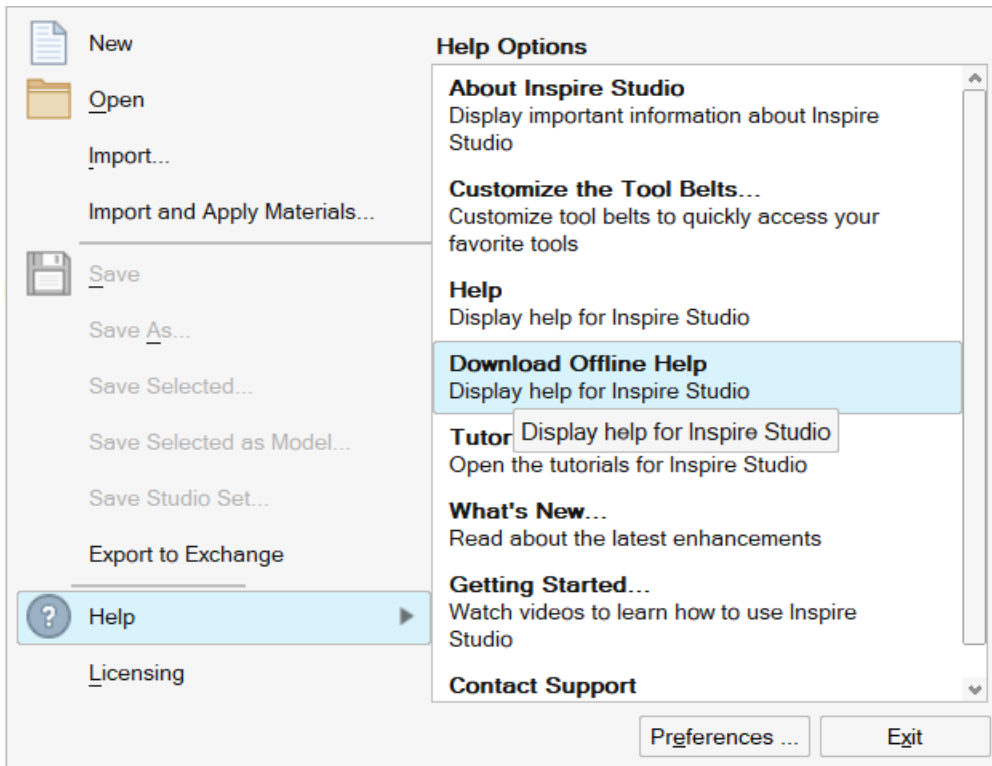 New
Open
Import...
Import and Apply Materials...
Save
Save As...
Save Selected...
Save Selected as Model...
Save Studio Set...
Export to Exchange
Help
Licensing
Help Options
About Inspire Studio
Display important information about Inspire
Studio
Customize the Tool Belts...
Customize tool belts to quickly access your
favorite tools
Help
Display help for Inspire Studio
Download Offline Help
Display help for Inspire Studio
Display help for Inspire Studio
Tutor
Open the tutorials for Inspire Studio
What's New...
Read about the latest enhancements
Getting Started...
Watch videos to learn how to use Inspire
Studio
Contact Support
Preferences ...
Exit